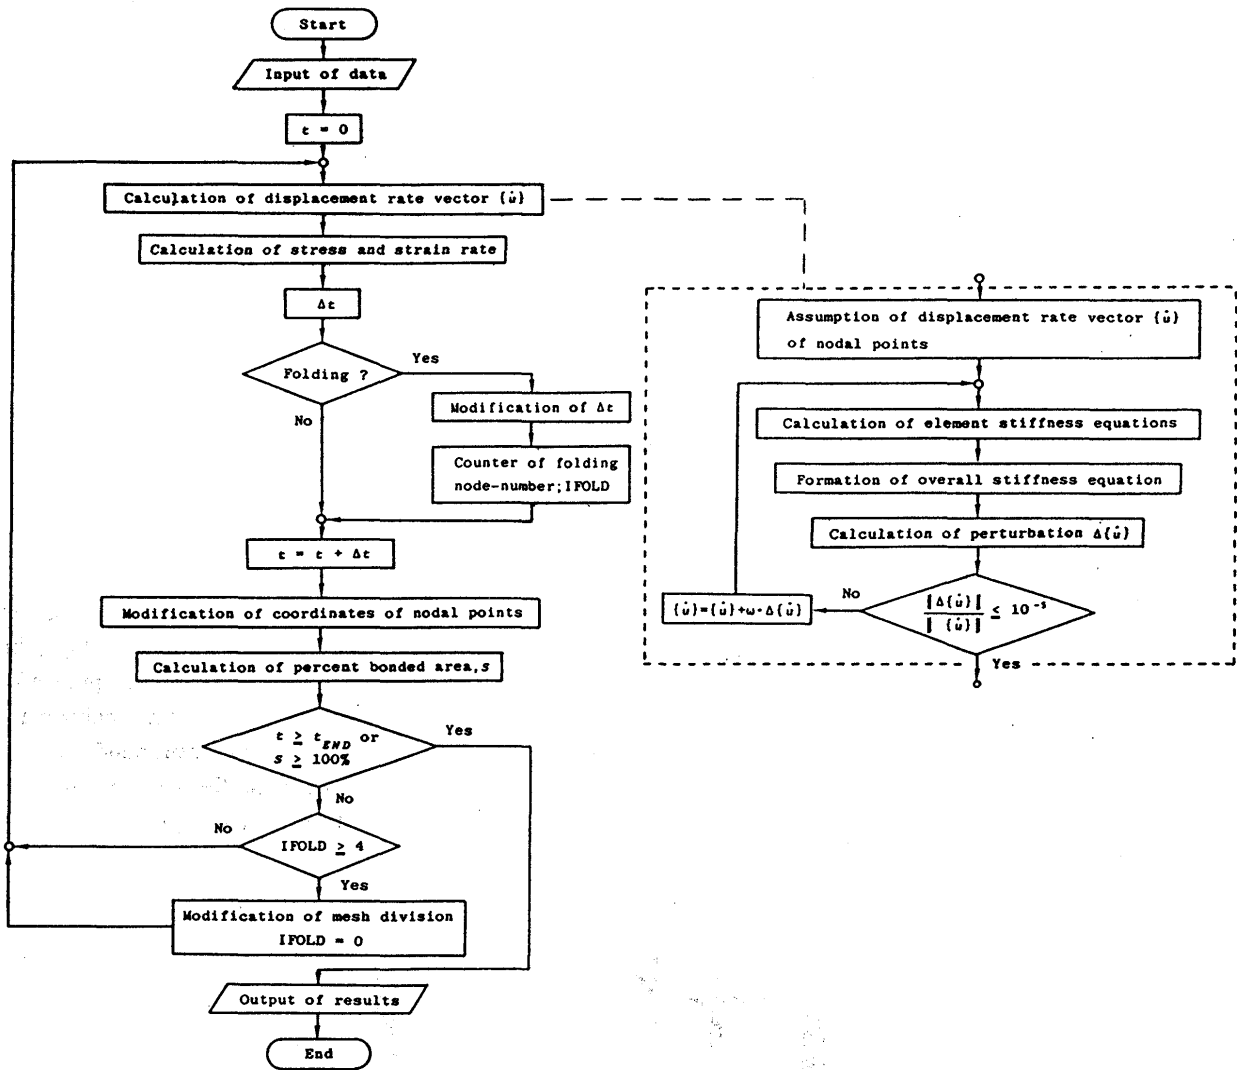 Start
Input of data
t = 0
Calculation of displacement rate vector {u̇}
Calculation of stress and strain rate
Δt
Folding ?
Yes
No
Modification of Δt
Counter of folding
node-number;IFOLD
t = t + Δt
Modification of coordinates of nodal points
Calculation of percent bonded area,S
t ≥ t_END or
S ≥ 100%
Yes
No
IFOLD ≥ 4
No
Yes
Modification of mesh division
IFOLD = 0
Output of results
End
Assumption of displacement rate vector {u̇}
of nodal points
Calculation of element stiffness equations
Formation of overall stiffness equation
Calculation of perturbation Δ{u̇}
‖Δ{u̇}‖ / ‖{u̇}‖ ≤ 10⁻⁵
No
{u̇}={u̇}+ω·Δ{u̇}
Yes